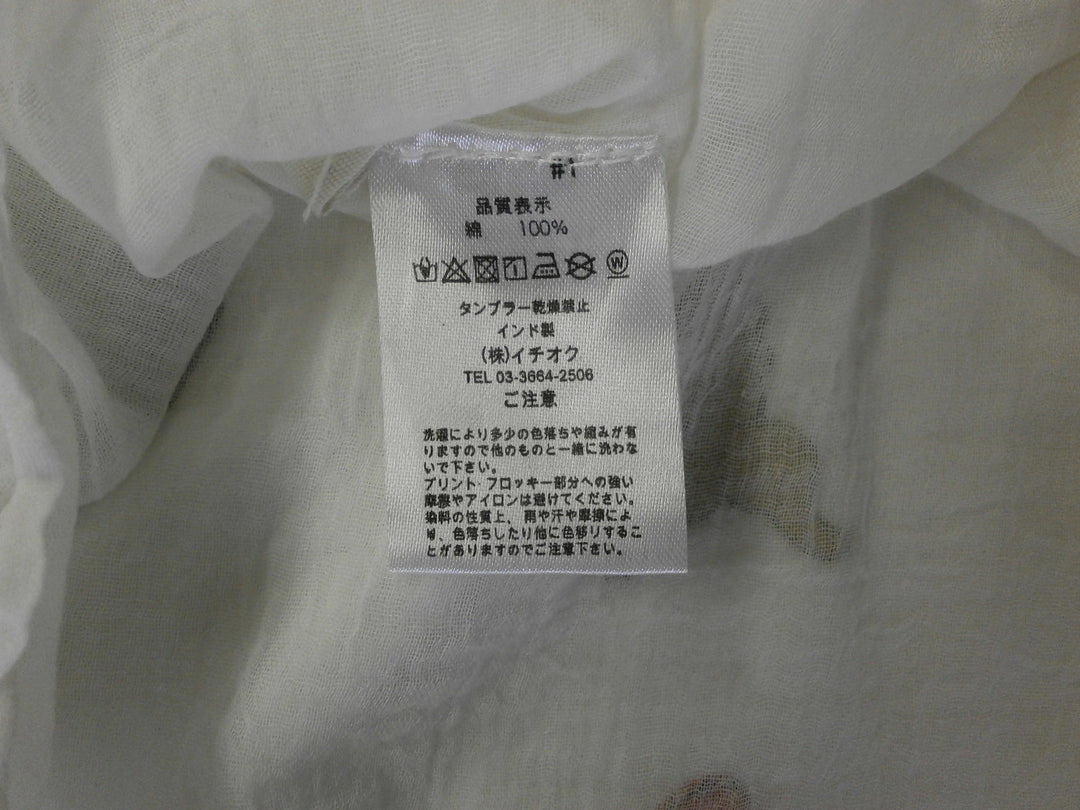 #1
品質表示
綿 100%
W
タンブラー乾燥禁止
インド製
(株)イチオク
TEL 03-3664-2506
ご注意
洗濯により多少の色落ちや縮みが有
りますので他のものと一緒に洗わな
いで下さい。
プリント・フロッキー部分への強い
摩擦やアイロンは避けてください。
染料の性質上、雨や汗や摩擦によ
り、色落ちしたり他に色移りするこ
とがありますのでご注意下さい。